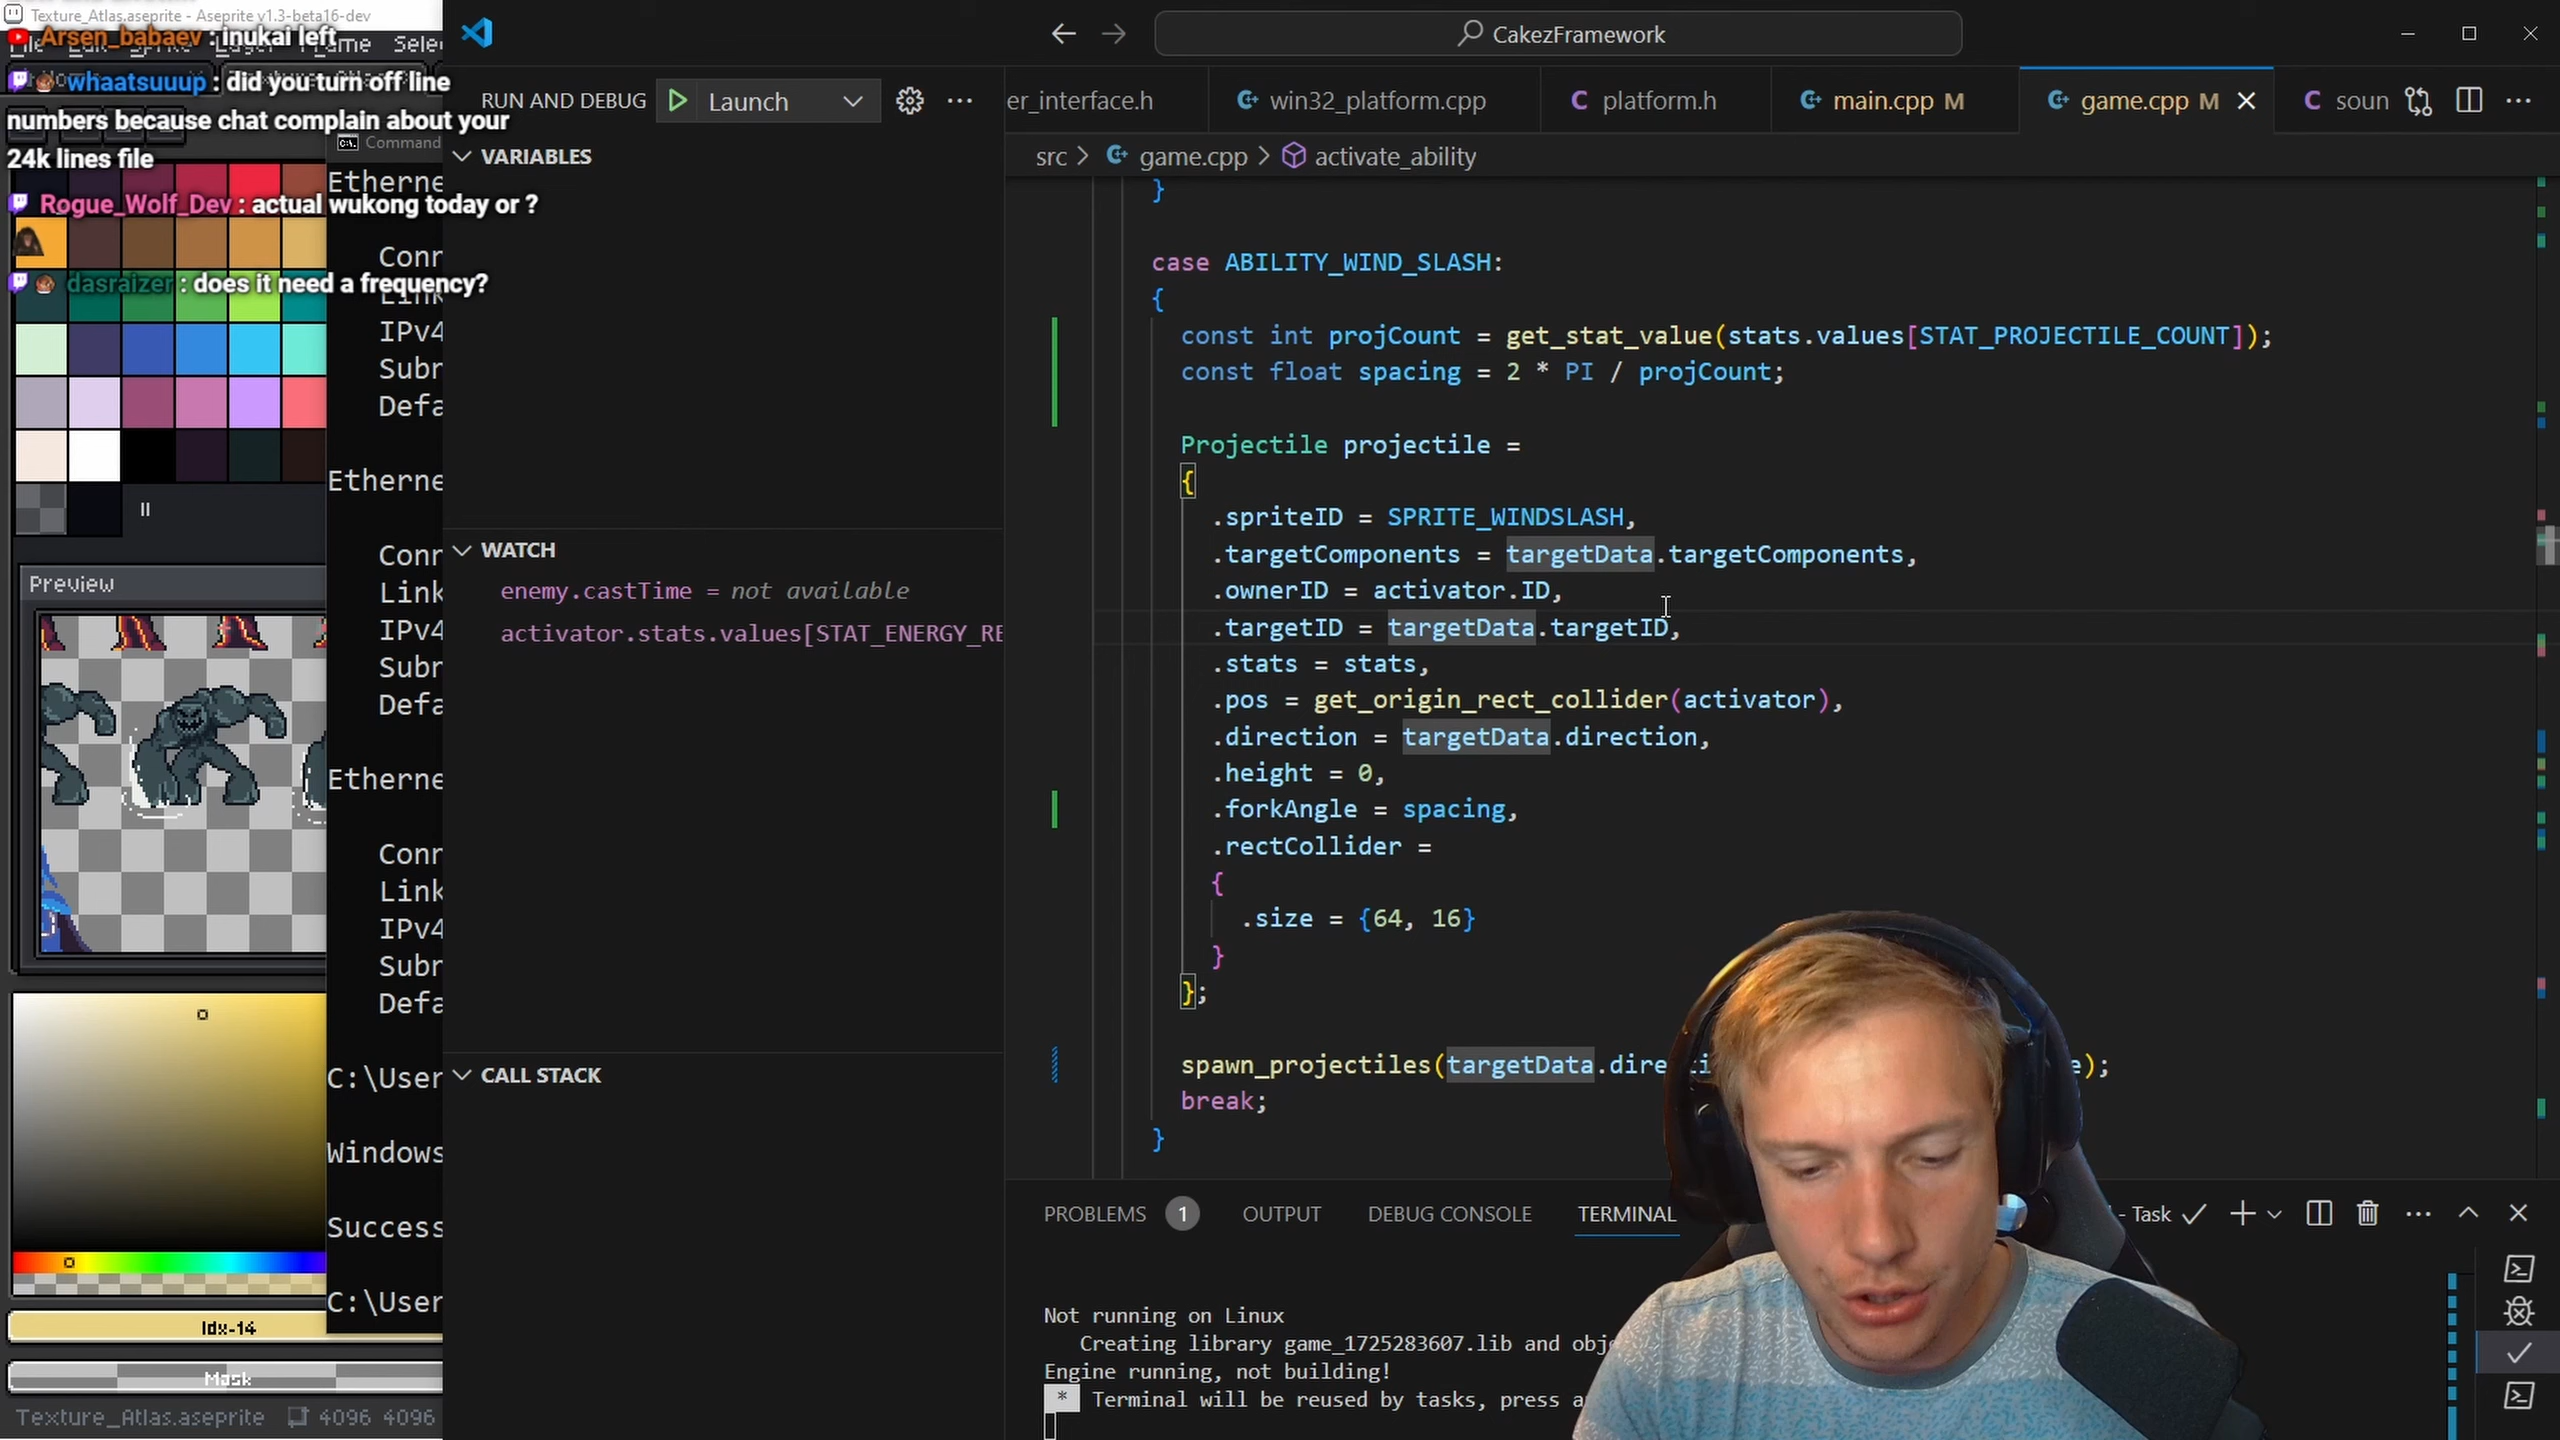 Texture_Atlas.aseprite - Aseprite v1.3-beta16-dev
Arsen_babaev : inukai left
whaatsuuup : did you turn off line
numbers because chat complain about your
24k lines file
Rogue_Wolf_Dev : actual wukong today or ?
dasraizer : does it need a frequency?
Command
Etherne
Conn
Link
IPv4
Subr
Defa
Etherne
Conr
Link
IPv4
Subr
Defa
Etherne
Conr
Link
IPv4
Subr
Defa
C:\User
Windows
Success
C:\User
Preview
Idx-14
Mask
Texture_Atlas.aseprite 4096 4096
CakezFramework
RUN AND DEBUG Launch
VARIABLES
WATCH
enemy.castTime = not available
activator.stats.values[STAT_ENERGY_RE
CALL STACK
er_interface.h win32_platform.cpp platform.h main.cpp M game.cpp M soun
src > game.cpp > activate_ability
}
case ABILITY_WIND_SLASH:
{
const int projCount = get_stat_value(stats.values[STAT_PROJECTILE_COUNT]);
const float spacing = 2 * PI / projCount;
Projectile projectile =
{
.spriteID = SPRITE_WINDSLASH,
.targetComponents = targetData.targetComponents,
.ownerID = activator.ID,
.targetID = targetData.targetID,
.stats = stats,
.pos = get_origin_rect_collider(activator),
.direction = targetData.direction,
.height = 0,
.forkAngle = spacing,
.rectCollider =
{
.size = {64, 16}
}
};
spawn_projectiles(targetData.directi e);
break;
}
PROBLEMS 1 OUTPUT DEBUG CONSOLE TERMINAL - Task
Not running on Linux
Creating library game_1725283607.lib and obje
Engine running, not building!
* Terminal will be reused by tasks, press a